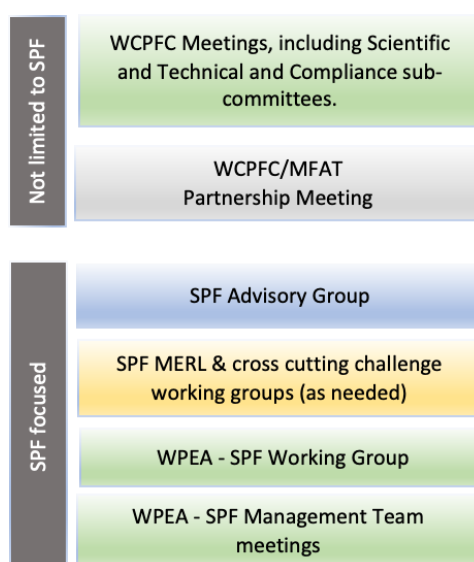 Not limited to SPF
WCPFC Meetings, including Scientific
and Technical and Compliance sub-
committees.
WCPFC/MFAT
Partnership Meeting
SPF focused
SPF Advisory Group
SPF MERL & cross cutting challenge
working groups (as needed)
WPEA - SPF Working Group
WPEA - SPF Management Team
meetings